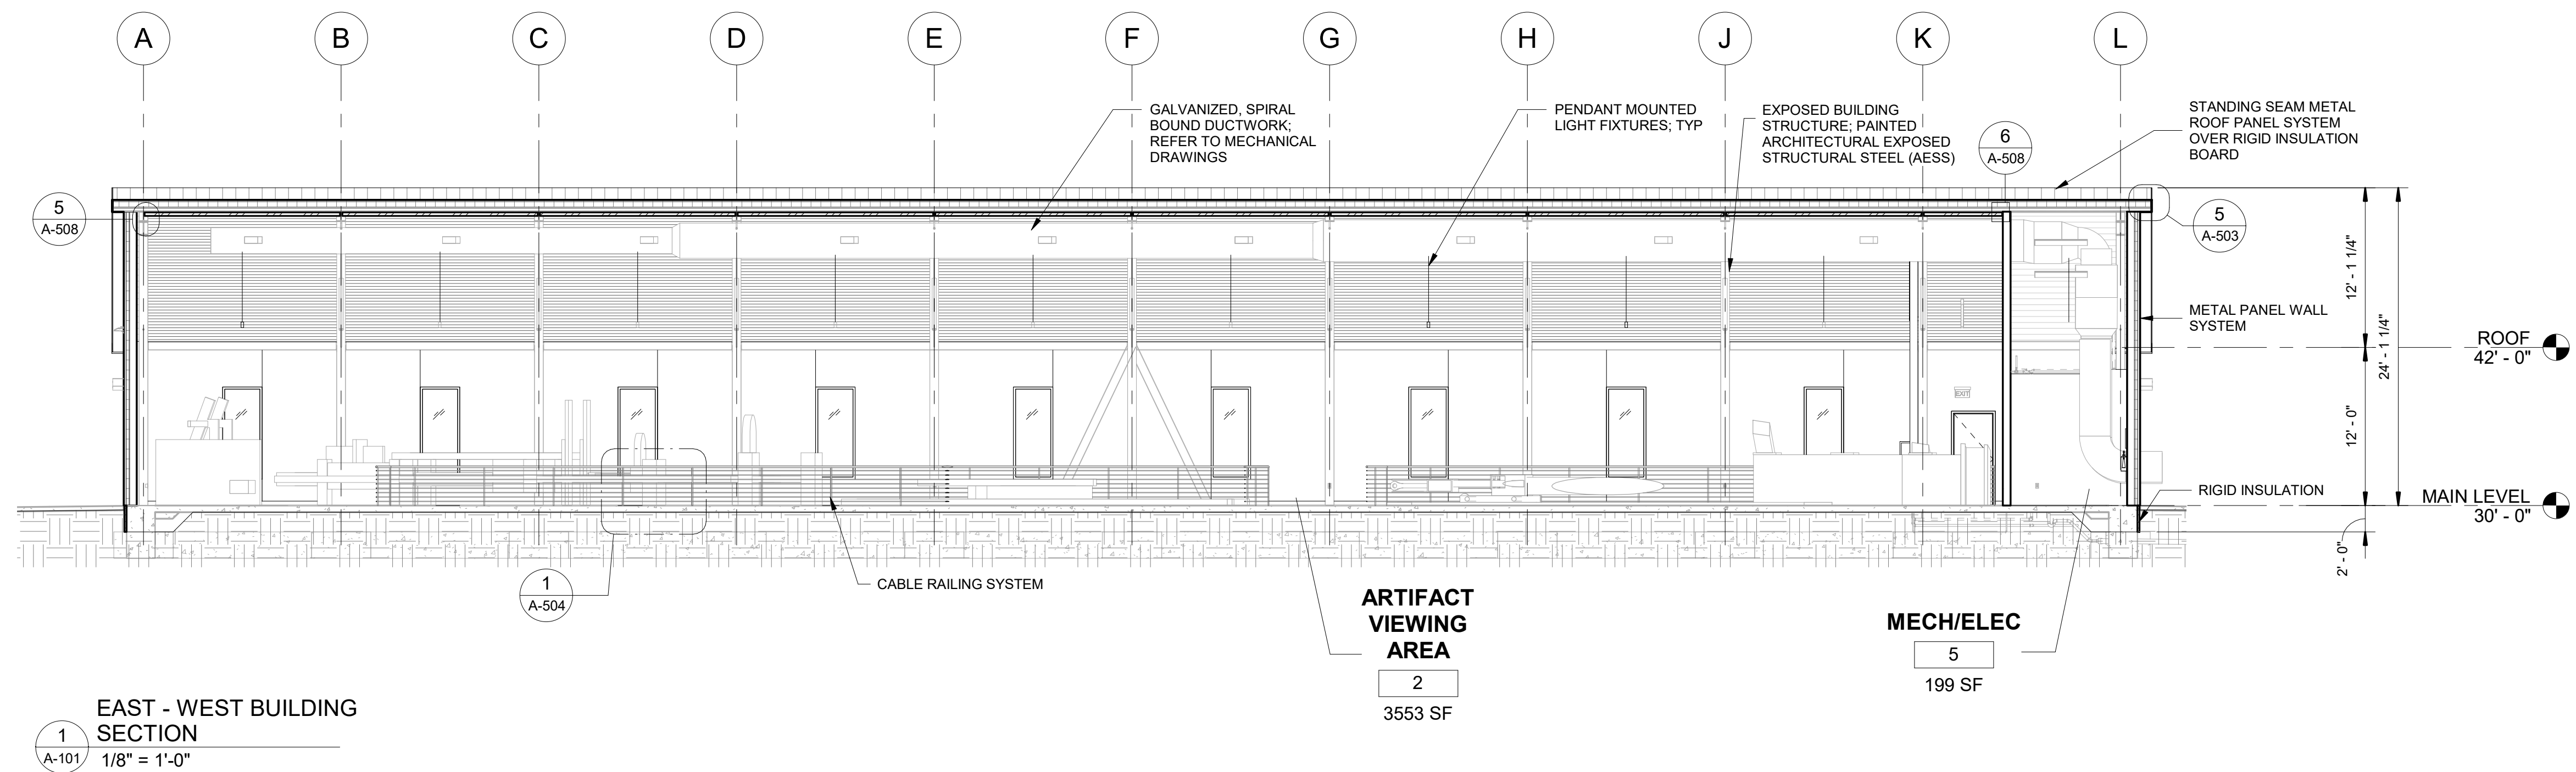 A
B
C
D
E
F
G
H
J
K
L
GALVANIZED, SPIRAL
BOUND DUCTWORK;
REFER TO MECHANICAL
DRAWINGS
PENDANT MOUNTED
LIGHT FIXTURES; TYP
EXPOSED BUILDING
STRUCTURE; PAINTED
ARCHITECTURAL EXPOSED
STRUCTURAL STEEL (AESS)
6
A-508
STANDING SEAM METAL
ROOF PANEL SYSTEM
OVER RIGID INSULATION
BOARD
5
A-508
5
A-503
12' - 1 1/4"
24' - 1 1/4"
METAL PANEL WALL
SYSTEM
ROOF
42' - 0"
12' - 0"
EXIT
RIGID INSULATION
MAIN LEVEL
30' - 0"
2' - 0"
1
A-504
CABLE RAILING SYSTEM
ARTIFACT
VIEWING
AREA
2
3553 SF
MECH/ELEC
5
199 SF
EAST - WEST BUILDING
SECTION
1
A-101
1/8" = 1'-0"